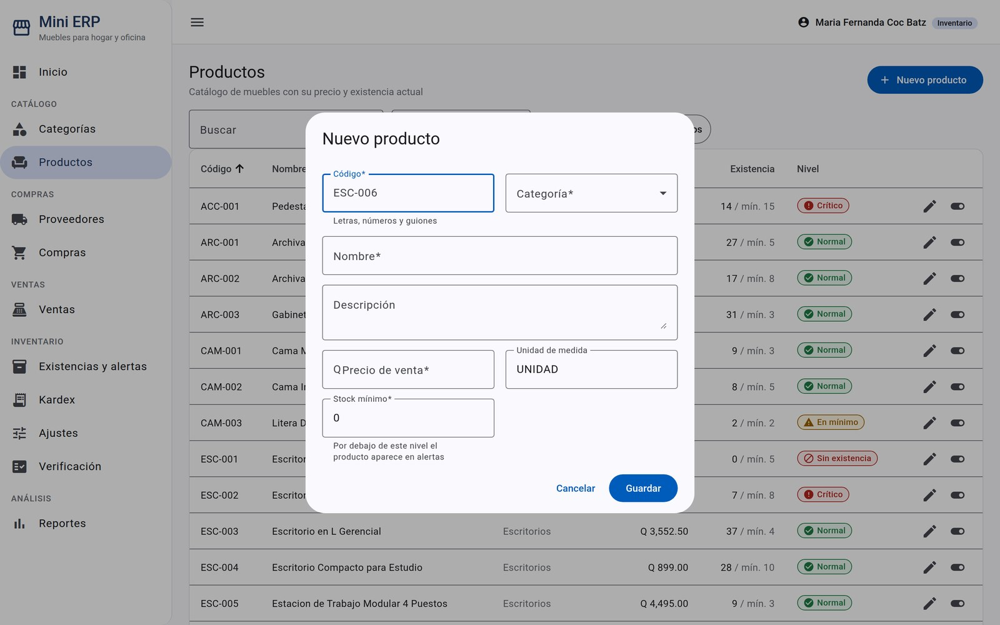 Mini ERP
Muebles para hogar y oficina
Inicio
CATÁLOGO
Categorías
Productos
COMPRAS
Proveedores
Compras
VENTAS
Ventas
INVENTARIO
Existencias y alertas
Kardex
Ajustes
Verificación
ANÁLISIS
Reportes
Maria Fernanda Coc Batz Inventario
Productos
Catálogo de muebles con su precio y existencia actual
+ Nuevo producto
Buscar
Código Nombre Existencia Nivel
ACC-001 14 / mín. 15 Crítico
ARC-001 27 / mín. 5 Normal
ARC-002 17 / mín. 8 Normal
ARC-003 31 / mín. 3 Normal
CAM-001 Cama 9 / mín. 3 Normal
CAM-002 Cama 8 / mín. 5 Normal
CAM-003 Litera 2 / mín. 2 En mínimo
ESC-001 0 / mín. 5 Sin existencia
ESC-002 7 / mín. 8 Crítico
ESC-003 Escritorio en L Gerencial Escritorios Q 3,552.50 37 / mín. 4 Normal
ESC-004 Escritorio Compacto para Estudio Escritorios Q 899.00 28 / mín. 10 Normal
ESC-005 Estacion de Trabajo Modular 4 Puestos Escritorios Q 4,495.00 9 / mín. 3 Normal
Nuevo producto
Código*
ESC-006
Letras, números y guiones
Categoría*
Nombre*
Descripción
Q Precio de venta*
Unidad de medida
UNIDAD
Stock mínimo*
0
Por debajo de este nivel el
producto aparece en alertas
Cancelar Guardar